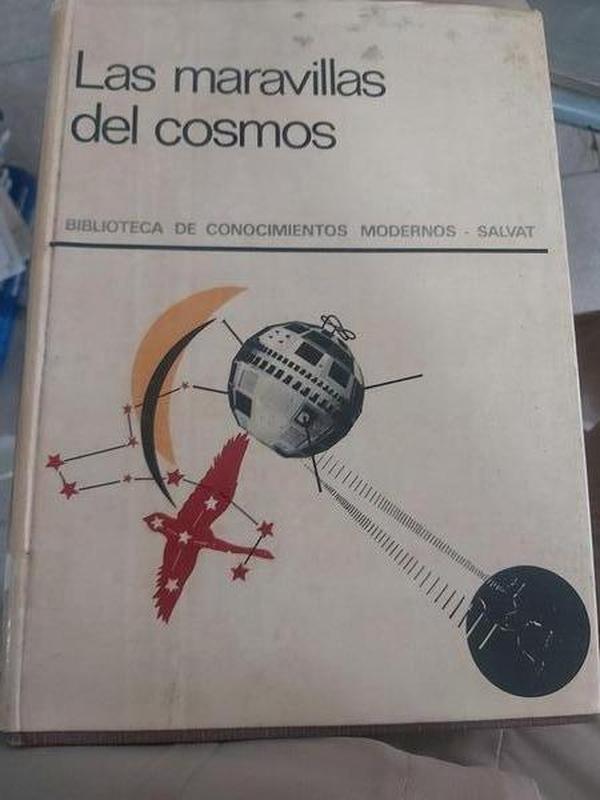 Las maravillas
del cosmos
BIBLIOTECA DE CONOCIMIENTOS MODERNOS - SALVAT